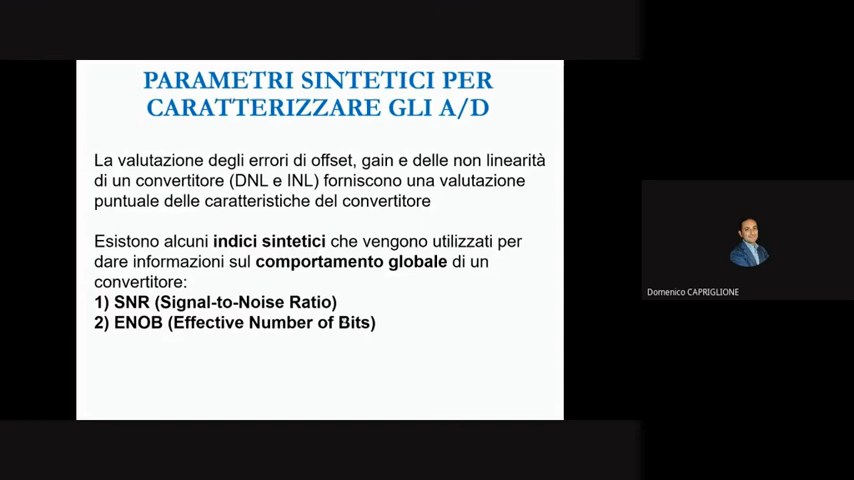 PARAMETRI SINTETICI PER
CARATTERIZZARE GLI A/D
La valutazione degli errori di offset, gain e delle non linearità
di un convertitore (DNL e INL) forniscono una valutazione
puntuale delle caratteristiche del convertitore
Esistono alcuni indici sintetici che vengono utilizzati per
dare informazioni sul comportamento globale di un
convertitore:
1) SNR (Signal-to-Noise Ratio)
2) ENOB (Effective Number of Bits)
Domenico CAPRIGLIONE